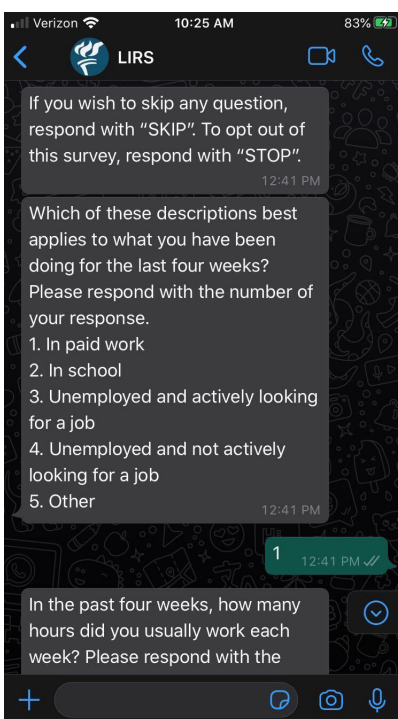 Verizon 10:25 AM 83%
LIRS
If you wish to skip any question,
respond with “SKIP”. To opt out of
this survey, respond with “STOP”.
12:41 PM
Which of these descriptions best
applies to what you have been
doing for the last four weeks?
Please respond with the number of
your response.
1. In paid work
2. In school
3. Unemployed and actively looking
for a job
4. Unemployed and not actively
looking for a job
5. Other
12:41 PM
1 12:41 PM
In the past four weeks, how many
hours did you usually work each
week? Please respond with the